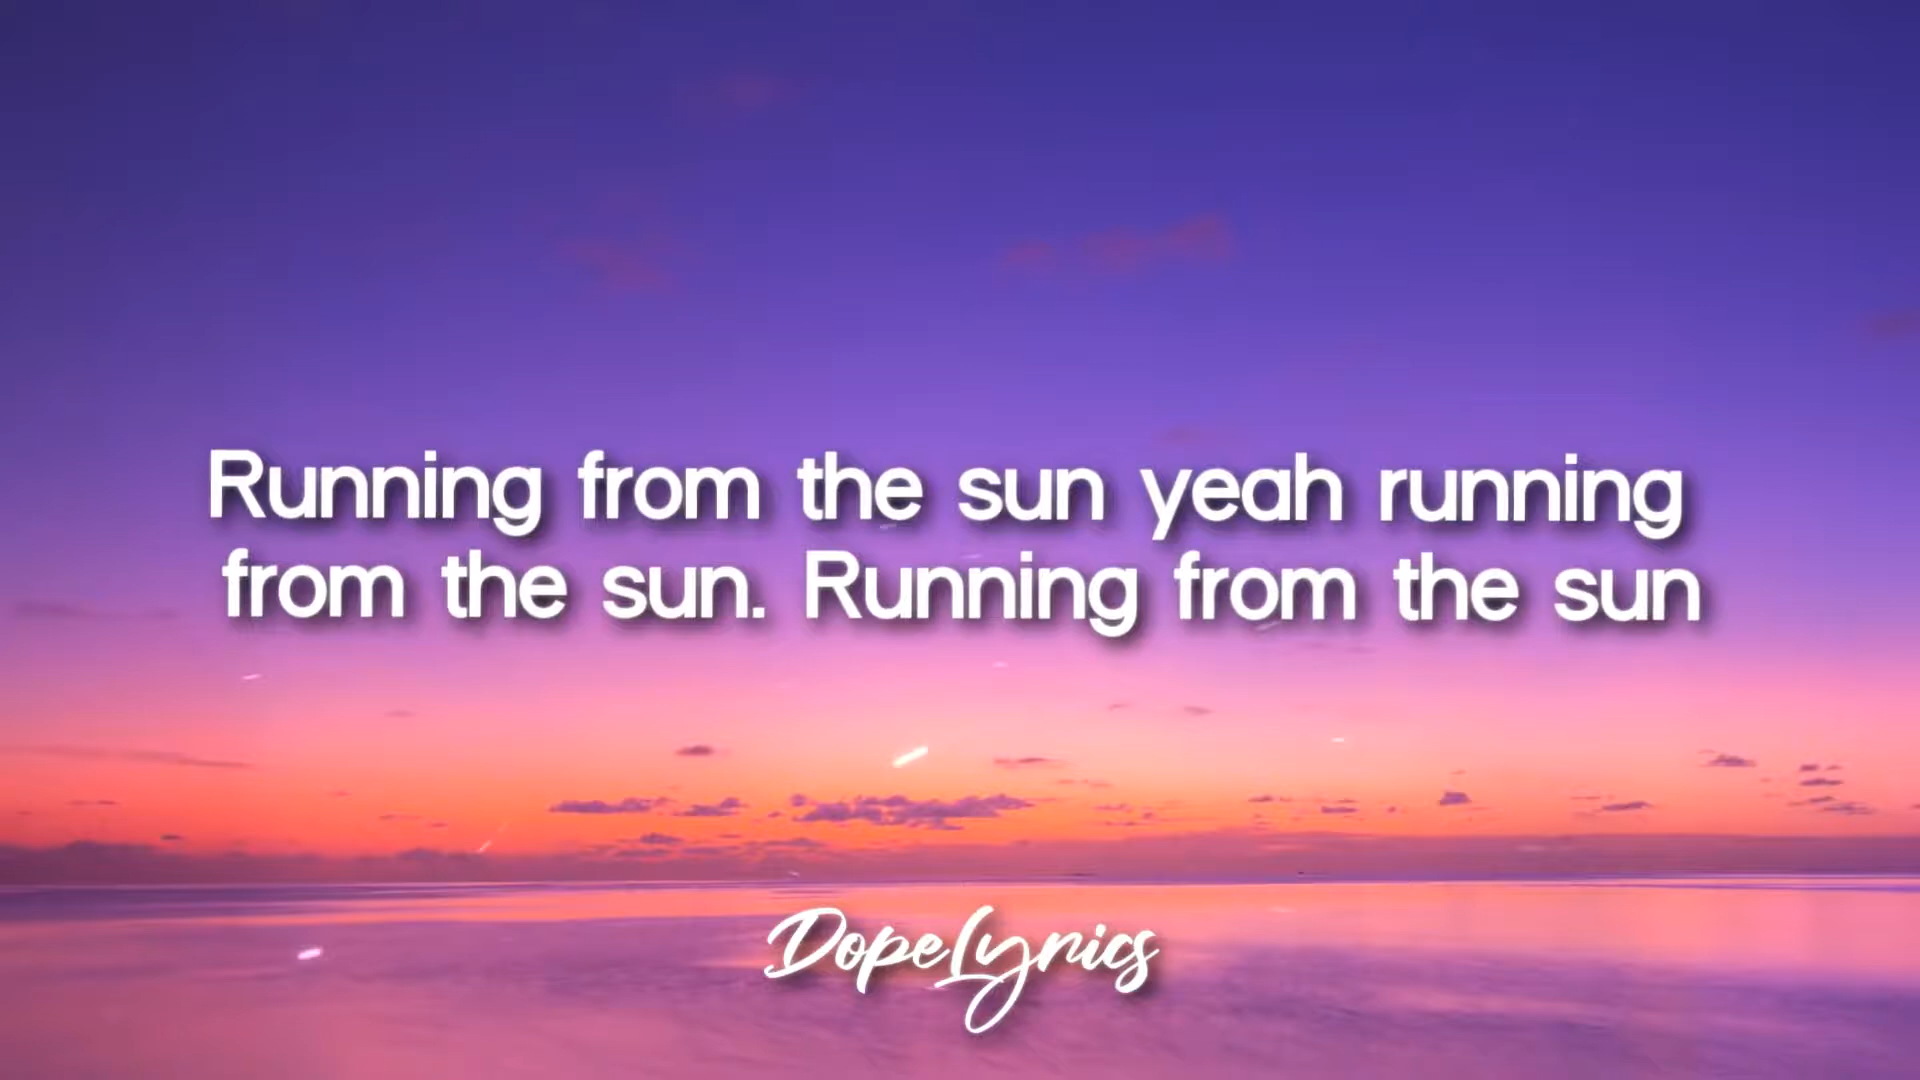 Running from the sun yeah running
from the sun. Running from the sun
DopeLyrics